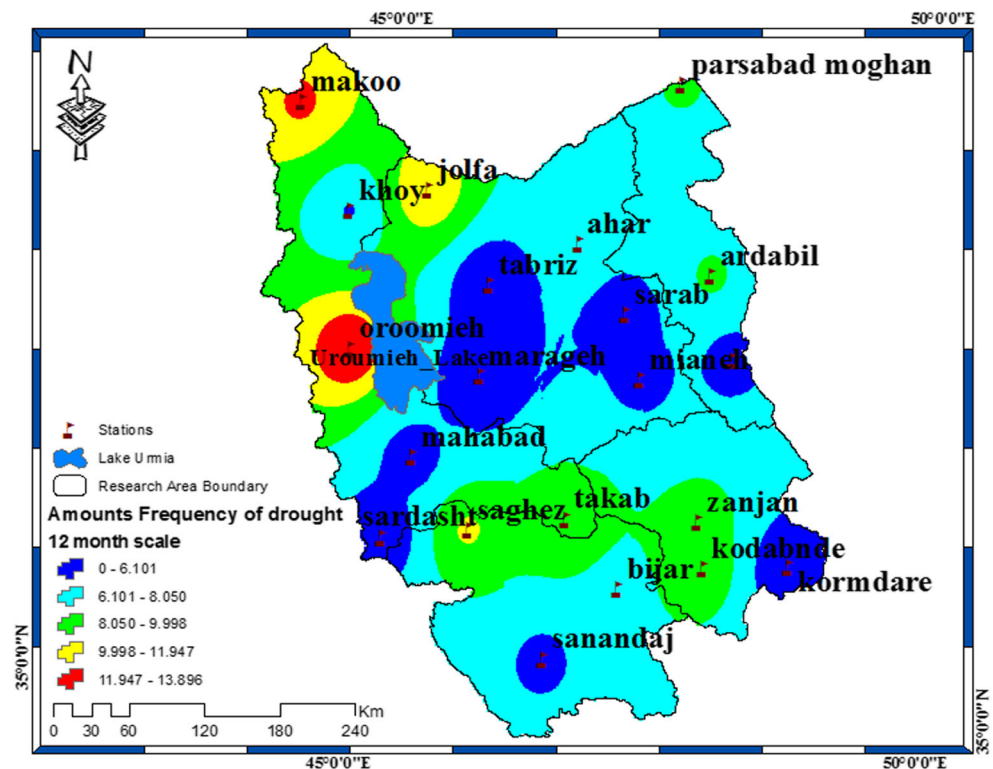 45°0'0"E
50°0'0"E
N
makoo
parsabad moghan
jolfa
khoy
ahar
ardabil
tabriz
sarab
oroomieh
Uroumieh_Lake
marageh
mianeh
Stations
mahabad
Lake Urmia
Research Area Boundary
Amounts Frequency of drought
12 month scale
sardasht
saghez
takab
zanjan
0 - 6.101
bijar
kodabnde
kormdare
6.101 - 8.050
8.050 - 9.998
sanandaj
9.998 - 11.947
11.947 - 13.896
35°0'0"N
Km
0 30 60 120 180 240
35°0'0"N
45°0'0"E
50°0'0"E